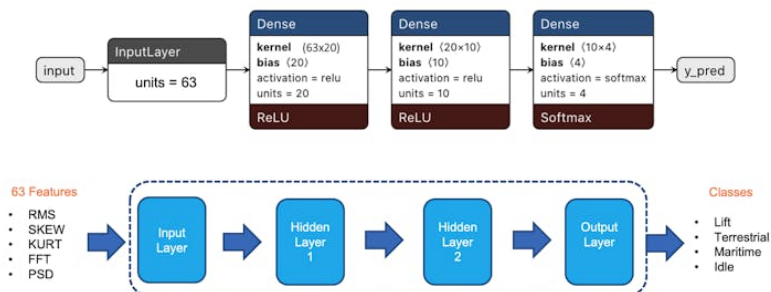 input
InputLayer
units = 63
Dense
kernel (63x20)
bias ⟨20⟩
activation = relu
units = 20
ReLU
Dense
kernel ⟨20×10⟩
bias ⟨10⟩
activation = relu
units = 10
ReLU
Dense
kernel ⟨10×4⟩
bias ⟨4⟩
activation = softmax
units = 4
Softmax
y_pred
63 Features
• RMS
• SKEW
• KURT
• FFT
• PSD
Input
Layer
Hidden
Layer
1
Hidden
Layer
2
Output
Layer
Classes
• Lift
• Terrestrial
• Maritime
• Idle